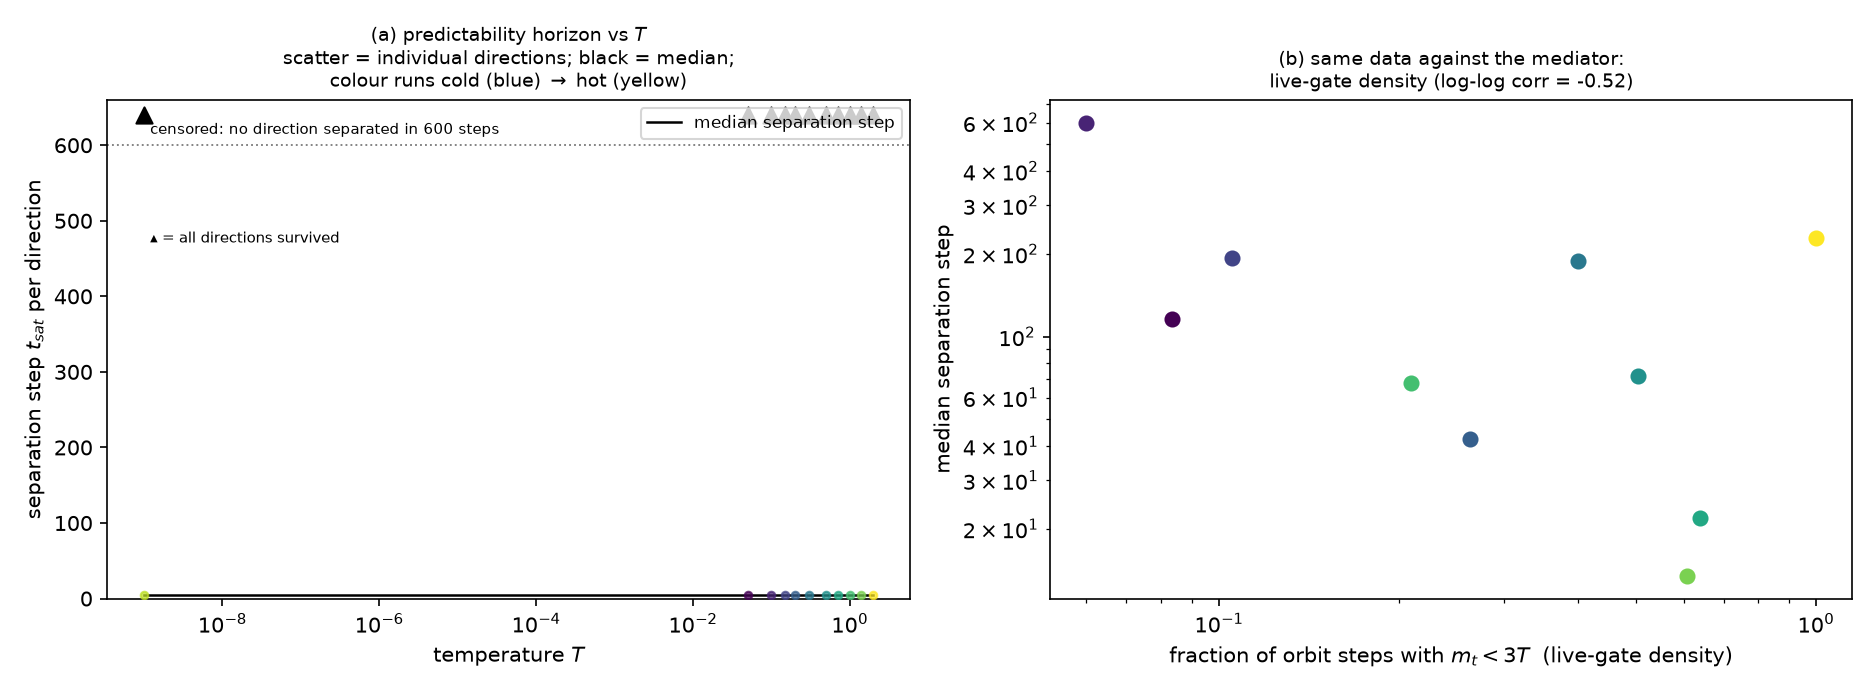 (a) predictability horizon vs T
scatter = individual directions; black = median;
colour runs cold (blue) → hot (yellow)
censored: no direction separated in 600 steps
median separation step
▲ = all directions survived
separation step t_sat per direction
600
500
400
300
200
100
0
10^-8
10^-6
10^-4
10^-2
10^0
temperature T
(b) same data against the mediator:
live-gate density (log-log corr = -0.52)
median separation step
6 × 10^2
4 × 10^2
3 × 10^2
2 × 10^2
10^2
6 × 10^1
4 × 10^1
3 × 10^1
2 × 10^1
10^-1
10^0
fraction of orbit steps with m_t < 3T (live-gate density)